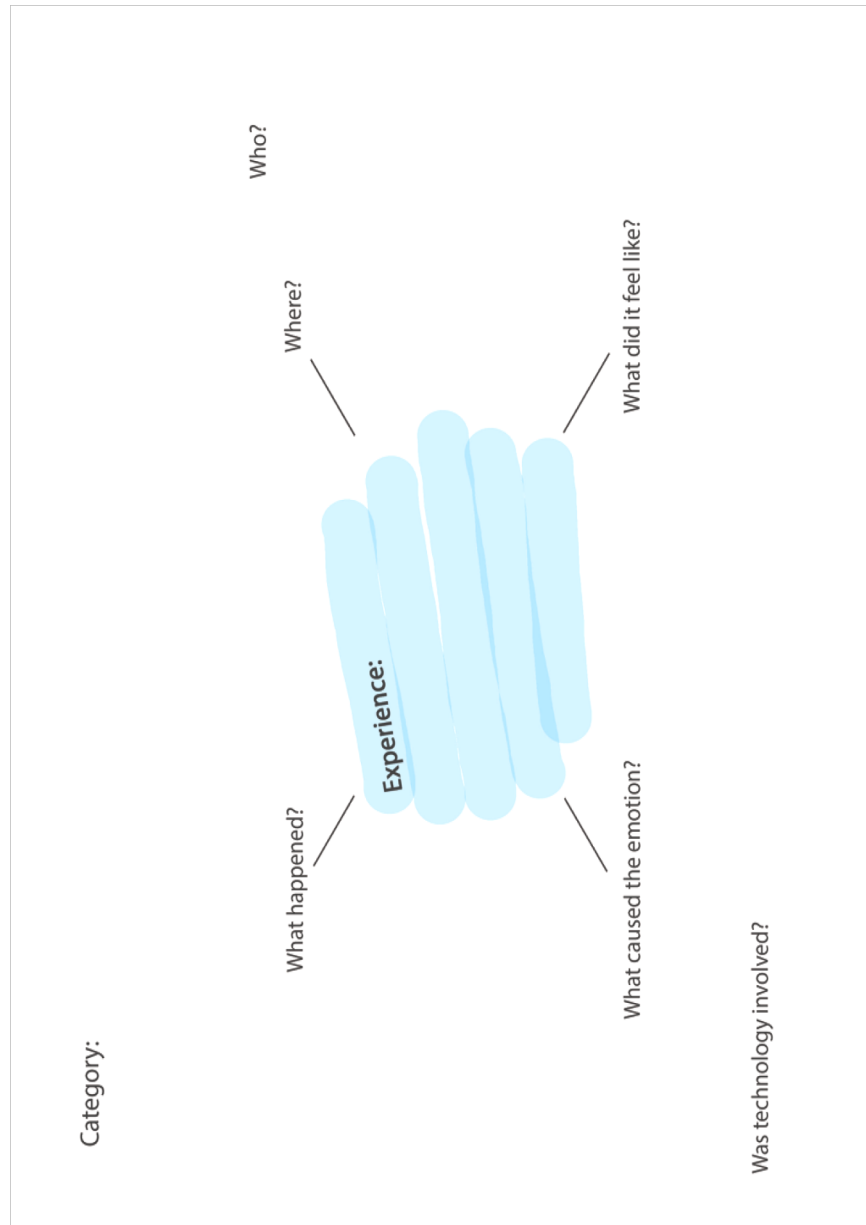 Category:
Who?
What happened?
Where?
Experience:
What caused the emotion?
What did it feel like?
Was technology involved?